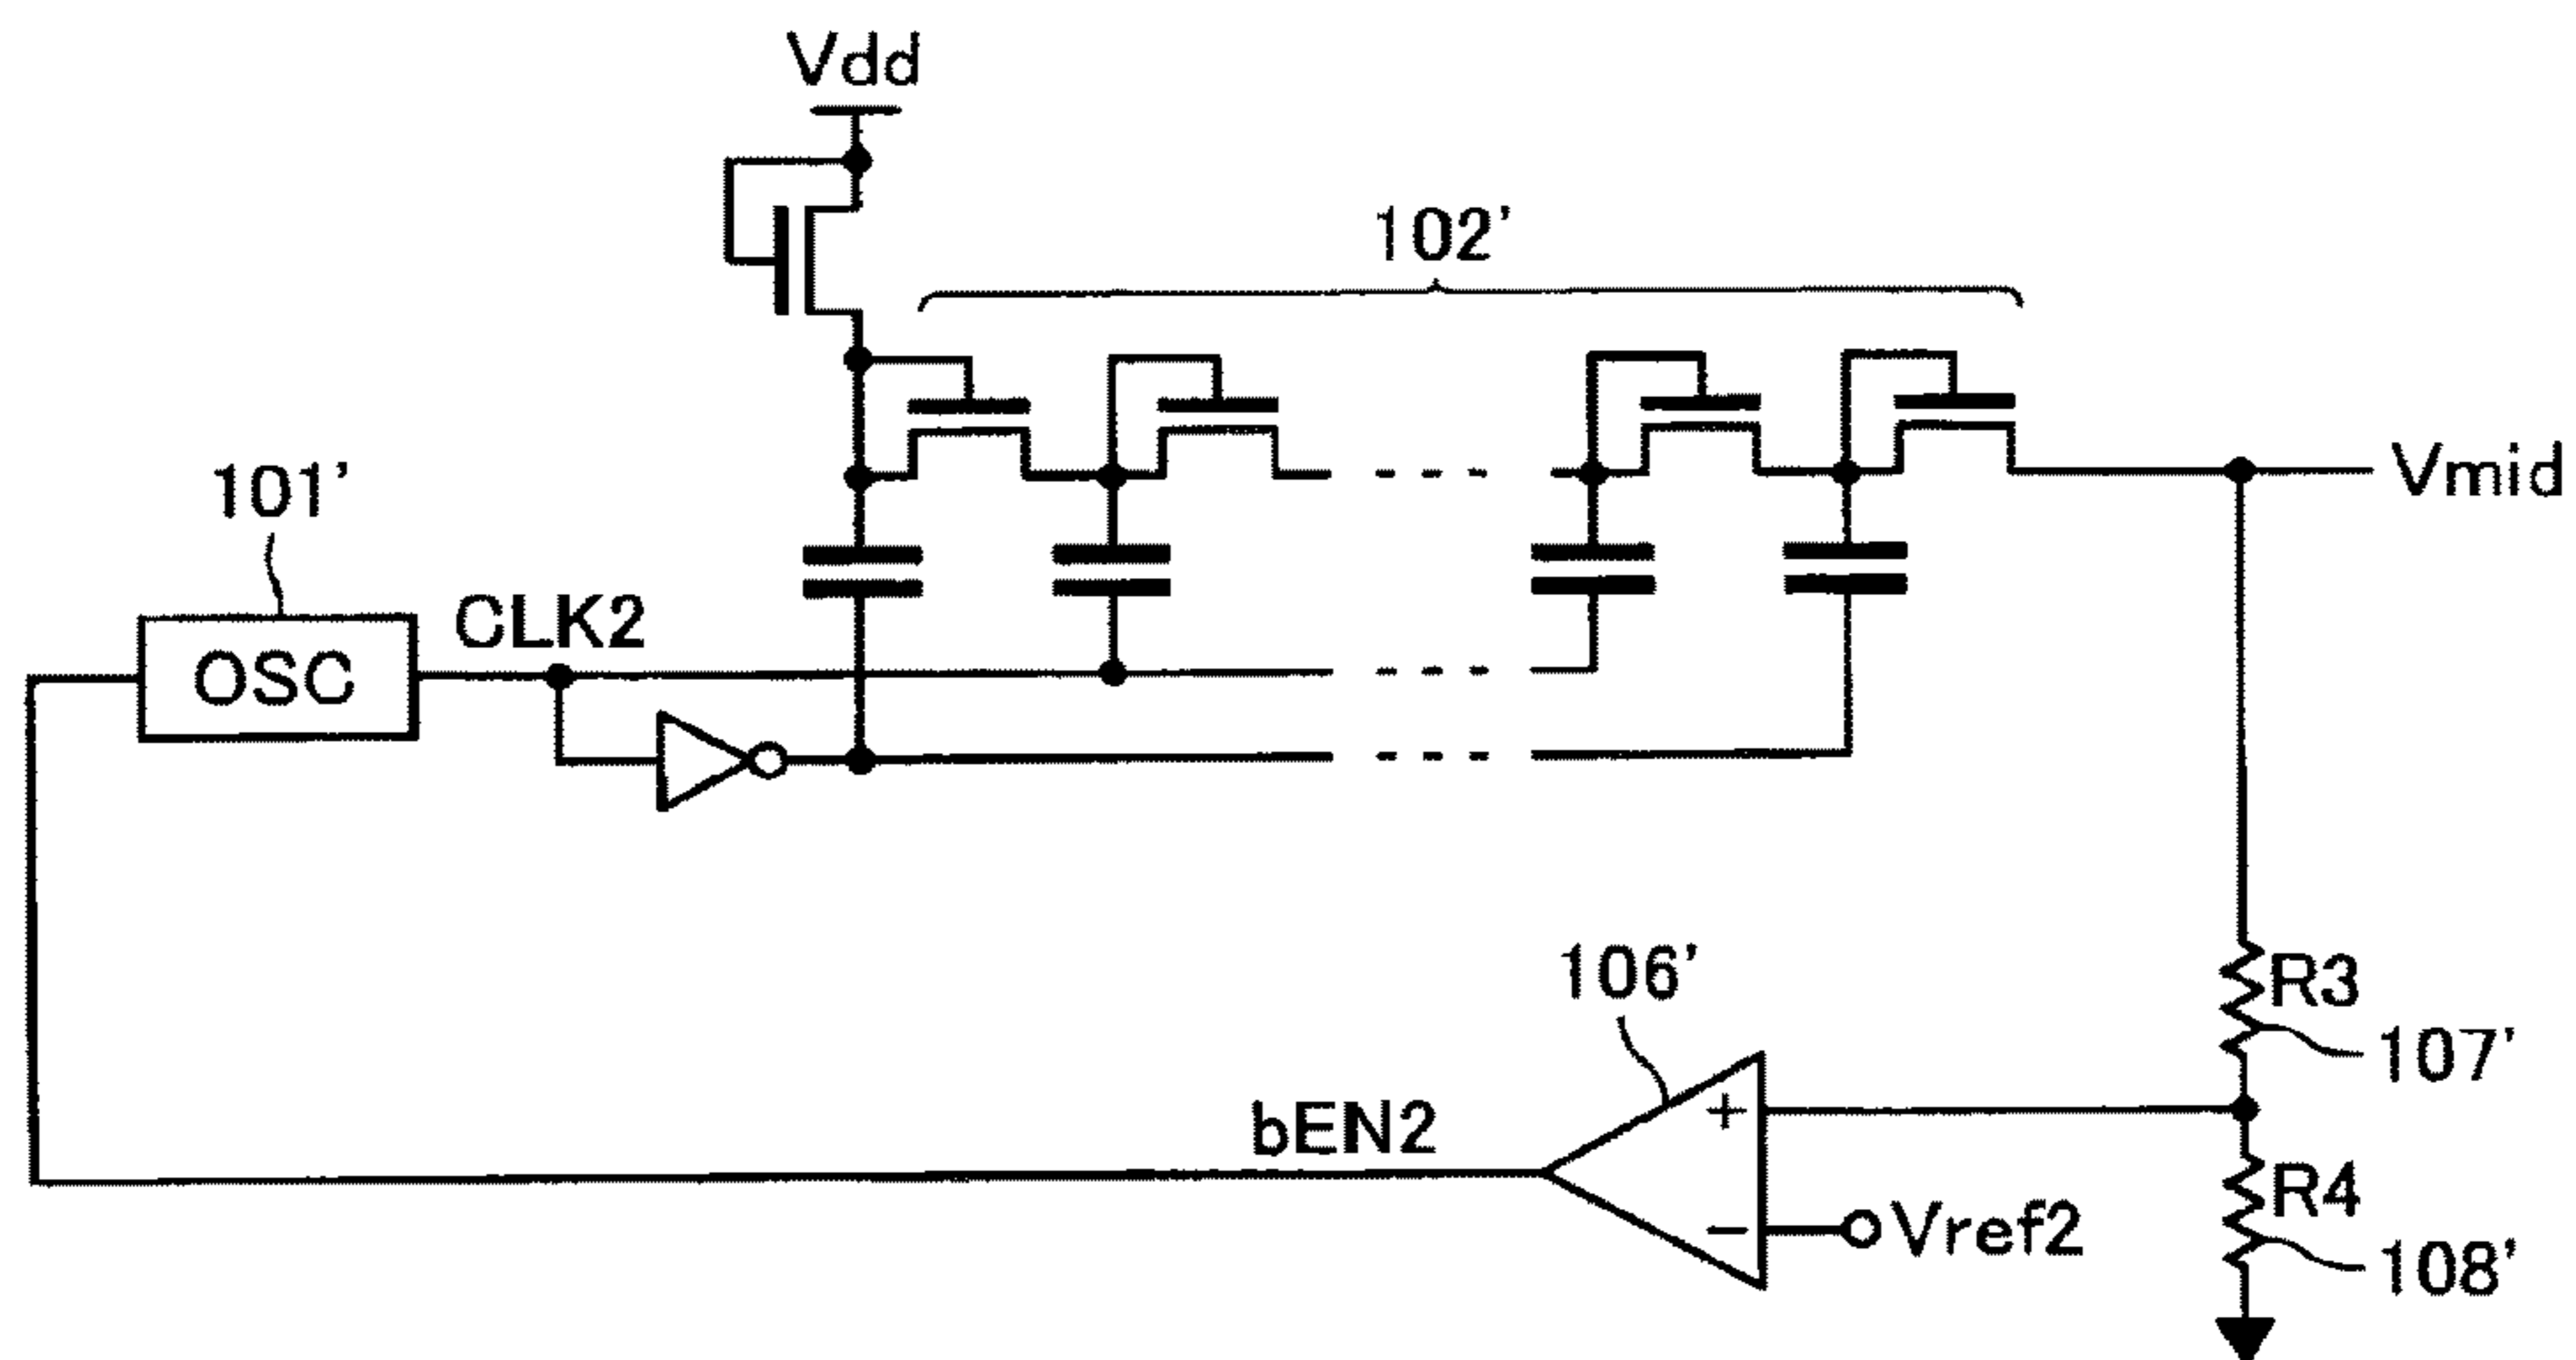 Vdd
102'
Vmid
101'
CLK2
OSC
R3
106'
107'
bEN2
+
R4
−
Vref2
108'